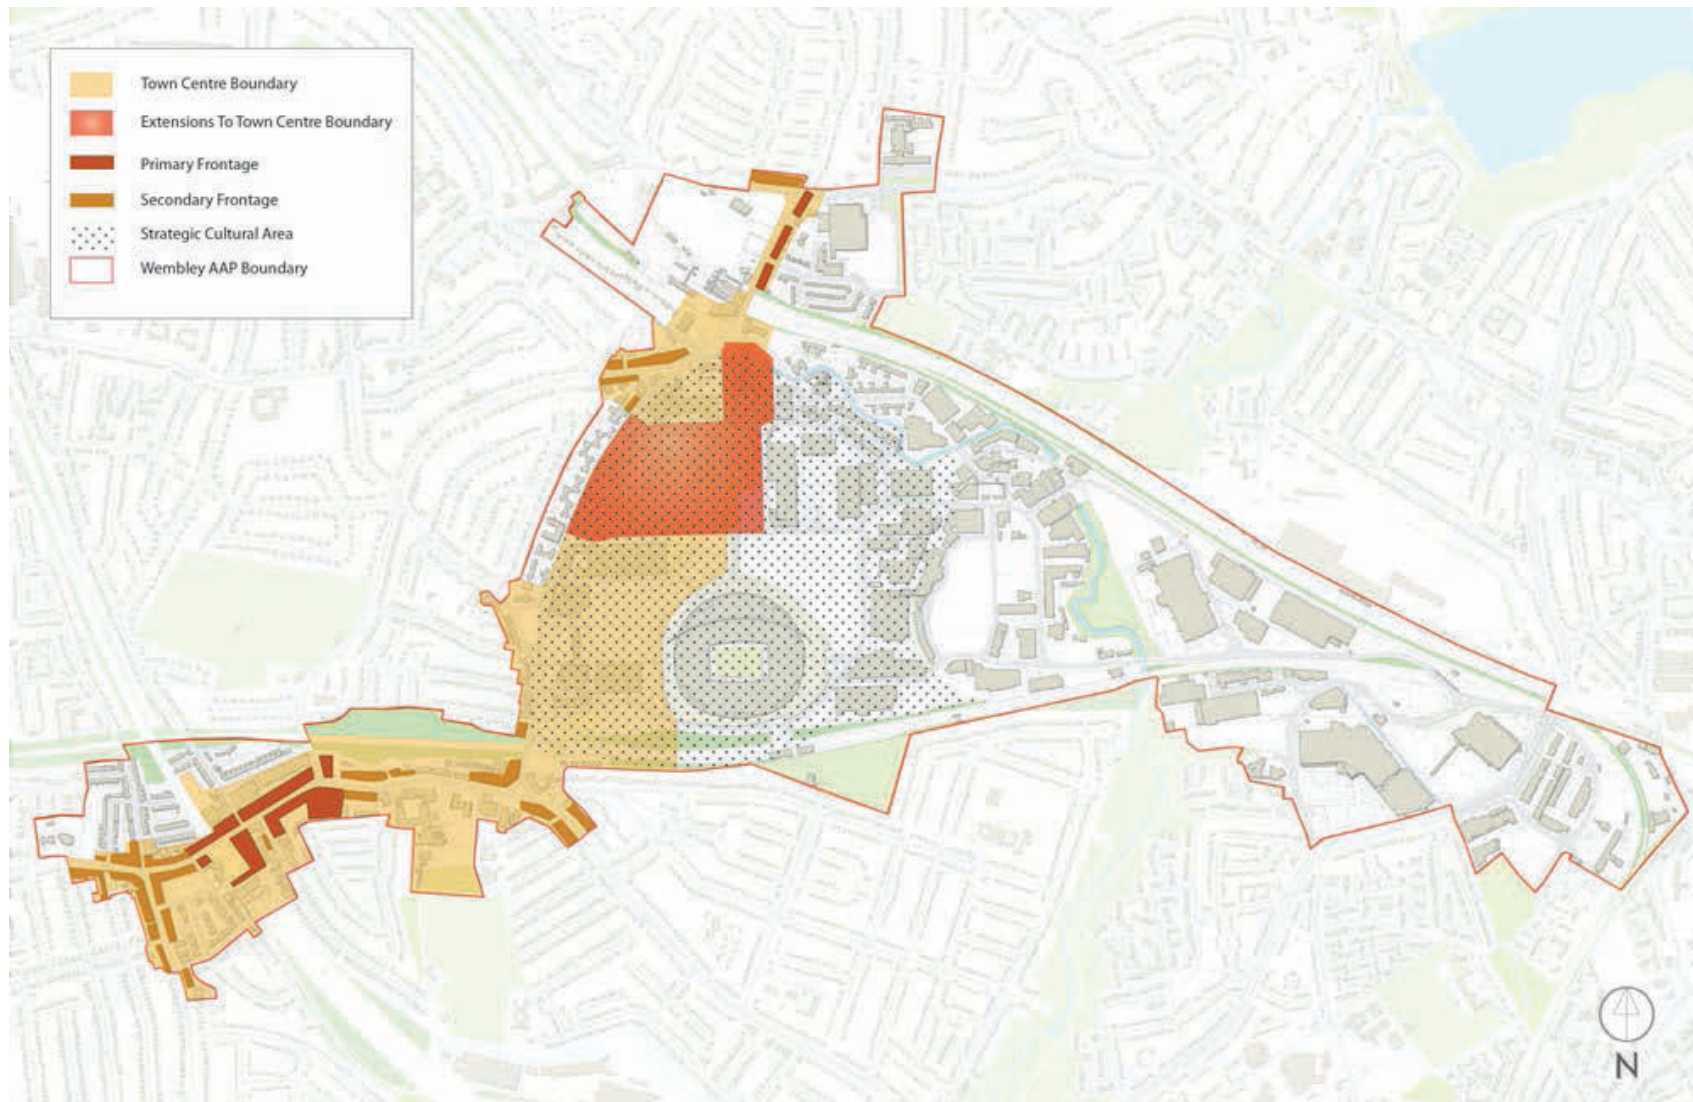 Town Centre Boundary
Extensions To Town Centre Boundary
Primary Frontage
Secondary Frontage
Strategic Cultural Area
Wembley AAP Boundary
N